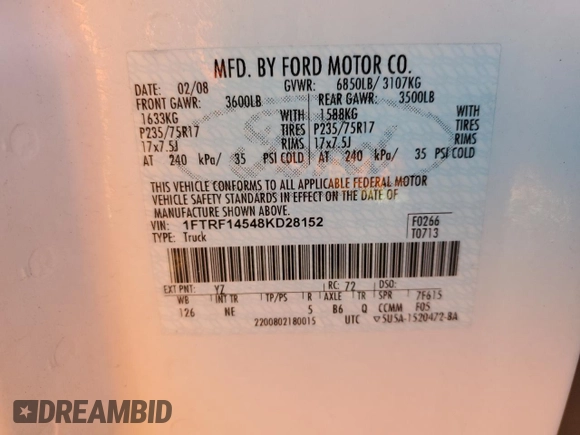 MFD. BY FORD MOTOR CO.
DATE: 02/08 GVWR: 6850LB/ 3107KG
FRONT GAWR: 3600LB REAR GAWR: 3500LB
1633KG WITH 1588KG WITH
P235/75R17 TIRES P235/75R17 TIRES
17x7.5J RIMS 17x7.5J RIMS
AT 240 kPa/ 35 PSI COLD AT 240 kPa/ 35 PSI COLD
THIS VEHICLE CONFORMS TO ALL APPLICABLE FEDERAL MOTOR
VEHICLE SAFETY STANDARDS IN EFFECT ON THE DATE OF
MANUFACTURE SHOWN ABOVE.
VIN: 1FTRF14548KD28152 F0266
TYPE: Truck T0713
EXT PNT: YZ RC: 72 DSO:
WB INT TR TP/PS R AXLE TR SPR 7F615
126 NE 5 B6 Q CCMM F05
2200802180015 UTC 5U5A-1520472-BA
Ford
DREAMBID